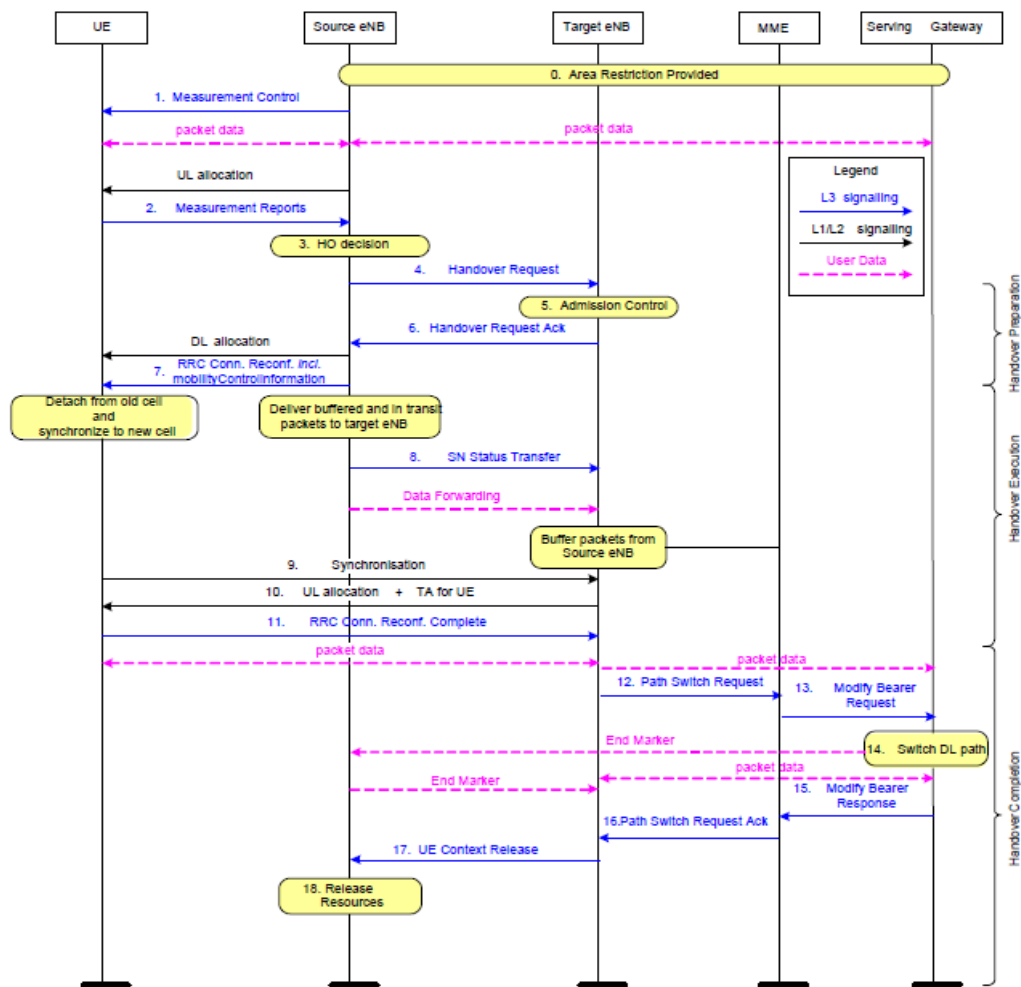 UE
Source eNB
Target eNB
MME
Serving Gateway
0. Area Restriction Provided
1. Measurement Control
packet data
packet data
UL allocation
Legend
L3 signalling
L1/L2 signalling
User Data
2. Measurement Reports
3. HO decision
4. Handover Request
5. Admission Control
6. Handover Request Ack
DL allocation
7. RRC Conn. Reconf. incl.
mobilityControlInformation
Handover Preparation
Detach from old cell
and
synchronize to new cell
Deliver buffered and in transit
packets to target eNB
8. SN Status Transfer
Data Forwarding
Buffer packets from
Source eNB
9. Synchronisation
10. UL allocation + TA for UE
11. RRC Conn. Reconf. Complete
Handover Execution
packet data
packet data
12. Path Switch Request
13. Modify Bearer
Request
End Marker
14. Switch DL path
packet data
End Marker
15. Modify Bearer
Response
16.Path Switch Request Ack
17. UE Context Release
18. Release
Resources
Handover Completion